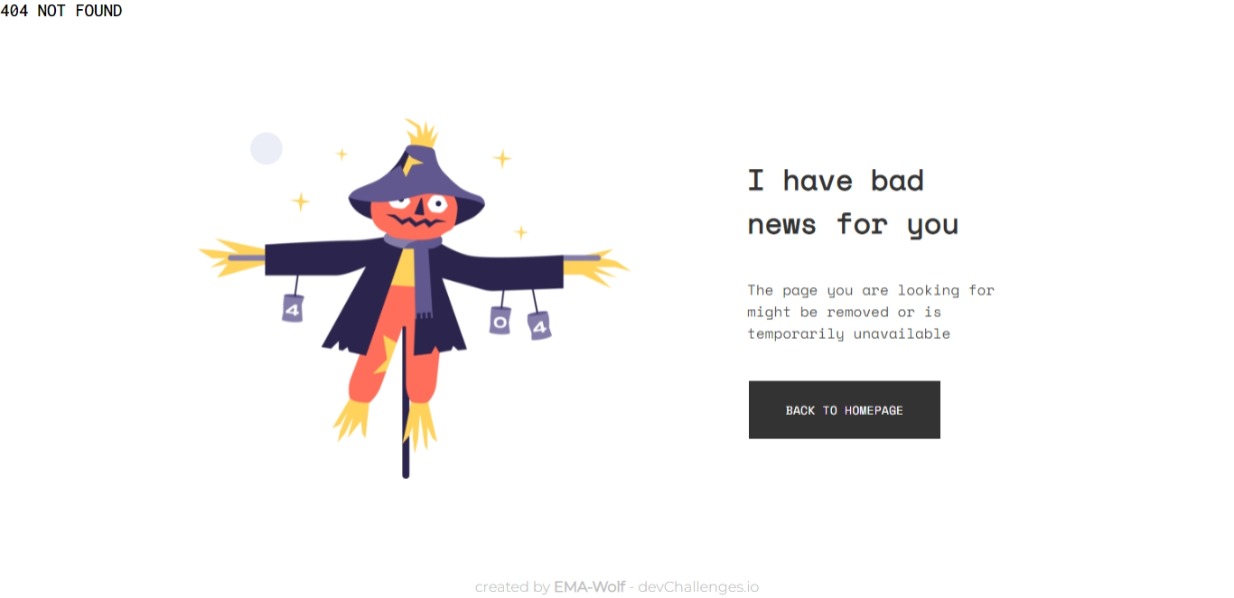 404 NOT FOUND
4
0
4
I have bad
news for you
The page you are looking for
might be removed or is
temporarily unavailable
BACK TO HOMEPAGE
created by EMA-Wolf - devChallenges.io